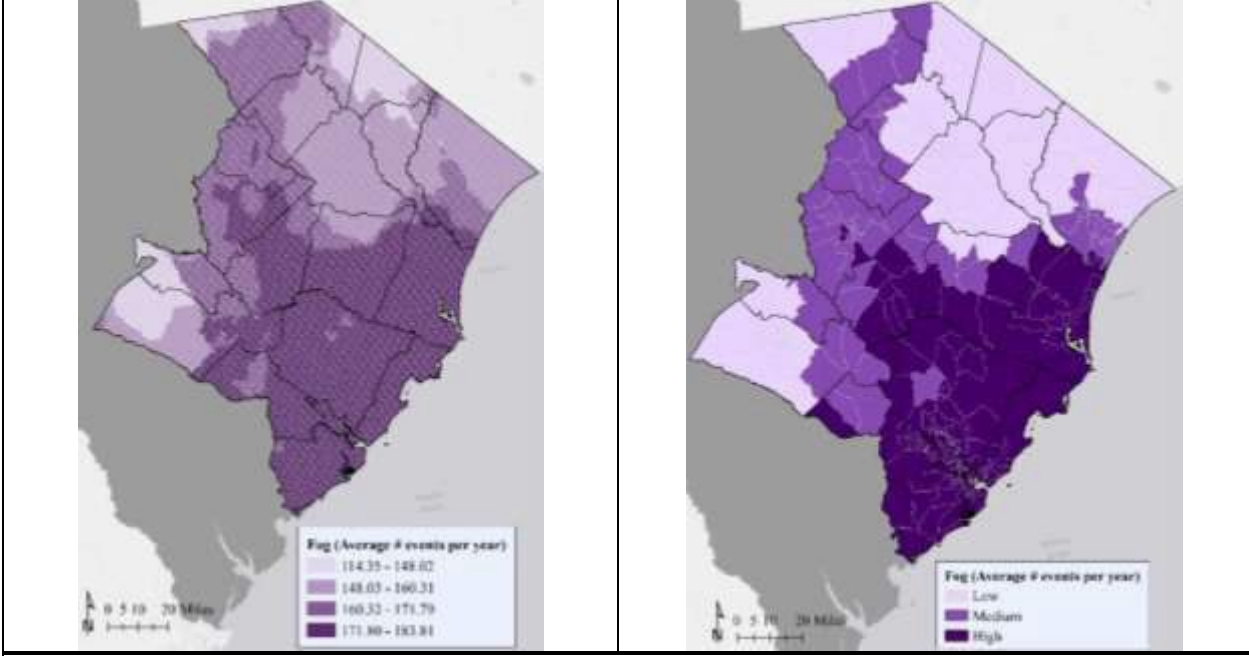 Fog (Average # events per year)
114.35 - 148.02
148.03 - 160.31
160.32 - 171.79
171.80 - 183.81
0 5 10 20 Miles
N
Fog (Average # events per year)
Low
Medium
High
0 5 10 20 Miles
N